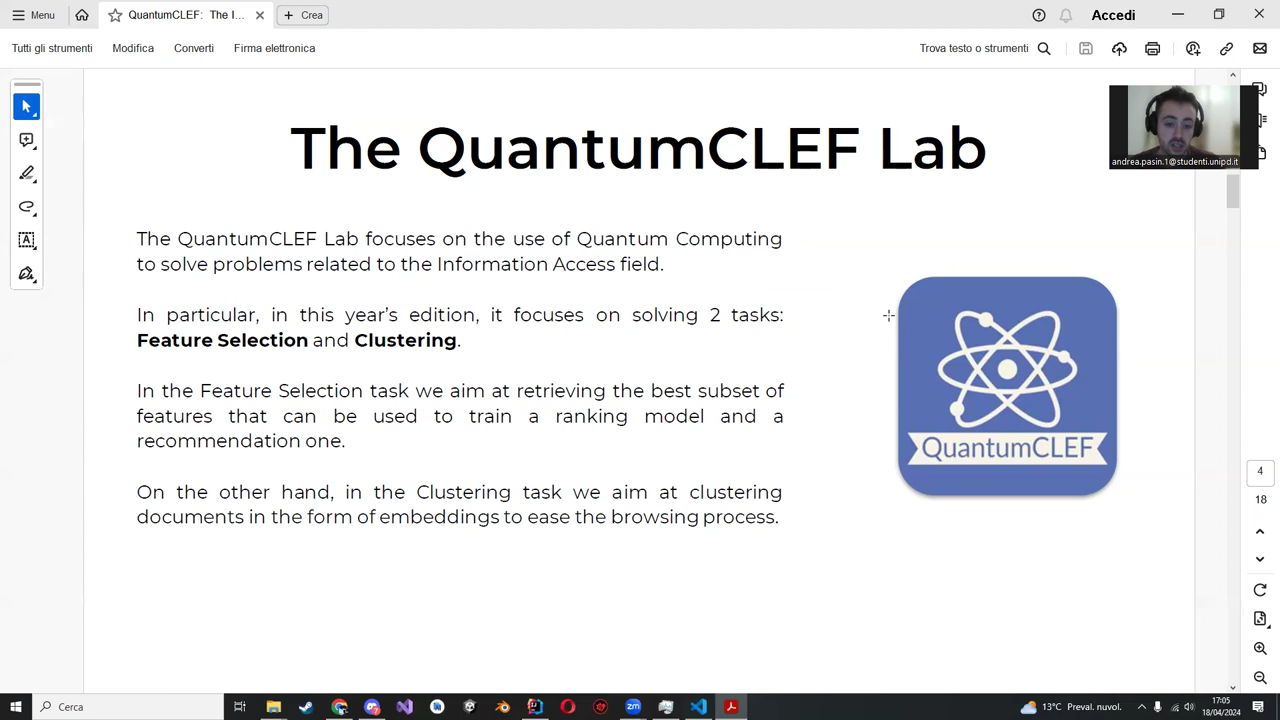 Menu
QuantumCLEF: The I...
Crea
Accedi
Tutti gli strumenti
Modifica
Converti
Firma elettronica
Trova testo o strumenti
The QuantumCLEF Lab
andrea.pasin.1@studenti.unipd.it
The QuantumCLEF Lab focuses on the use of Quantum Computing
to solve problems related to the Information Access field.
In particular, in this year's edition, it focuses on solving 2 tasks:
Feature Selection and Clustering.
In the Feature Selection task we aim at retrieving the best subset of
features that can be used to train a ranking model and a
recommendation one.
On the other hand, in the Clustering task we aim at clustering
documents in the form of embeddings to ease the browsing process.
QuantumCLEF
4
18
Cerca
13°C Preval. nuvol.
17:05
18/04/2024